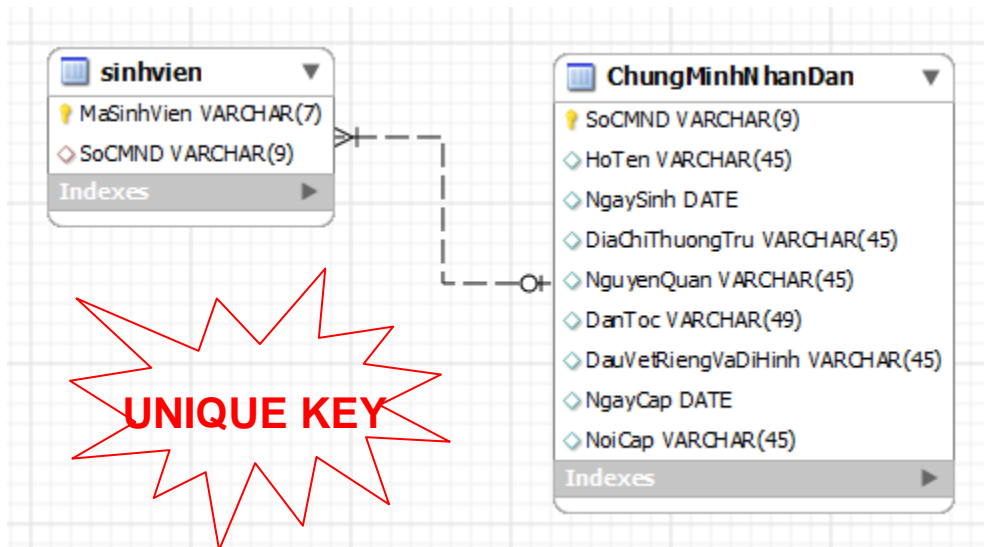 sinhvien
MaSinhVien VARCHAR(7)
SoCMND VARCHAR(9)
Indexes
ChungMinhNhanDan
SoCMND VARCHAR(9)
HoTen VARCHAR(45)
NgaySinh DATE
DiaChiThuongTru VARCHAR(45)
NguyenQuan VARCHAR(45)
DanToc VARCHAR(49)
DauVetRiengVaDiHinh VARCHAR(45)
NgayCap DATE
NoiCap VARCHAR(45)
Indexes
UNIQUE KEY